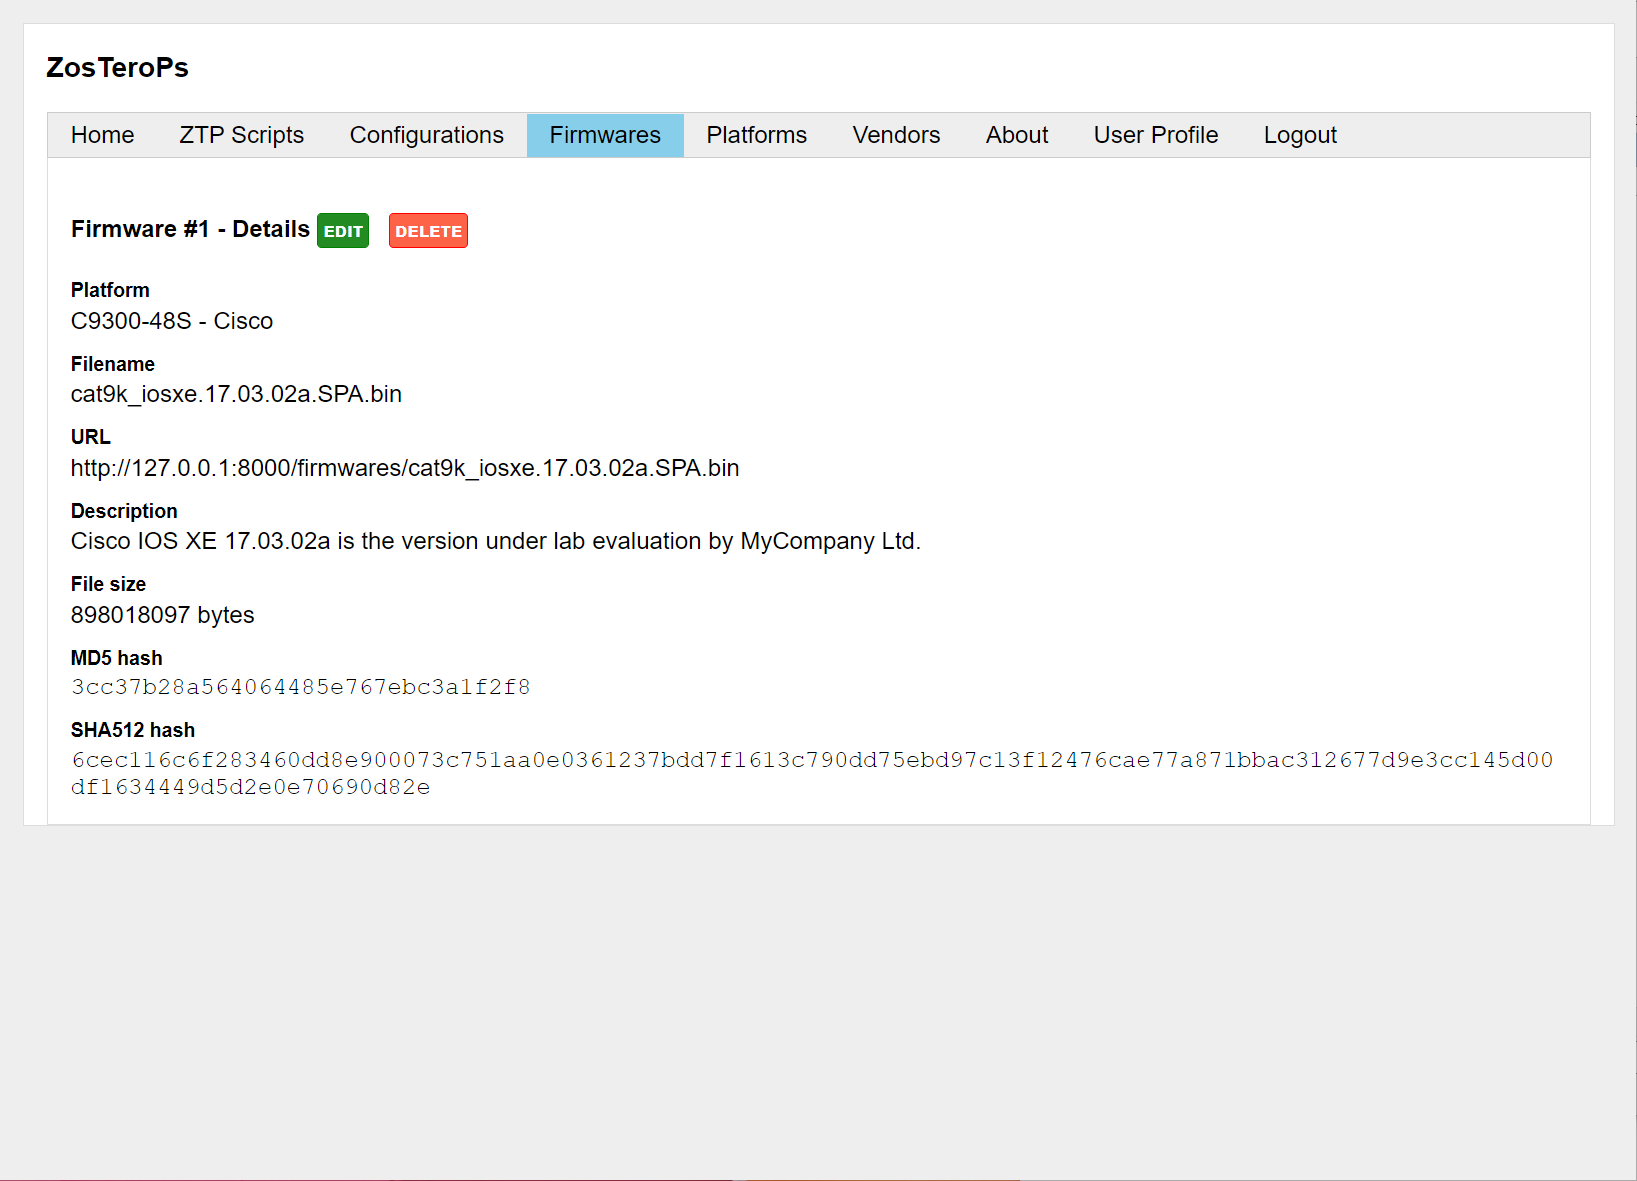 ZosTeroPs
Home ZTP Scripts Configurations Firmwares Platforms Vendors About User Profile Logout
Firmware #1 - Details EDIT DELETE
Platform
C9300-48S - Cisco
Filename
cat9k_iosxe.17.03.02a.SPA.bin
URL
http://127.0.0.1:8000/firmwares/cat9k_iosxe.17.03.02a.SPA.bin
Description
Cisco IOS XE 17.03.02a is the version under lab evaluation by MyCompany Ltd.
File size
898018097 bytes
MD5 hash
3cc37b28a564064485e767ebc3a1f2f8
SHA512 hash
6cec116c6f283460dd8e900073c751aa0e0361237bdd7f1613c790dd75ebd97c13f12476cae77a871bbac312677d9e3cc145d00
df1634449d5d2e0e70690d82e